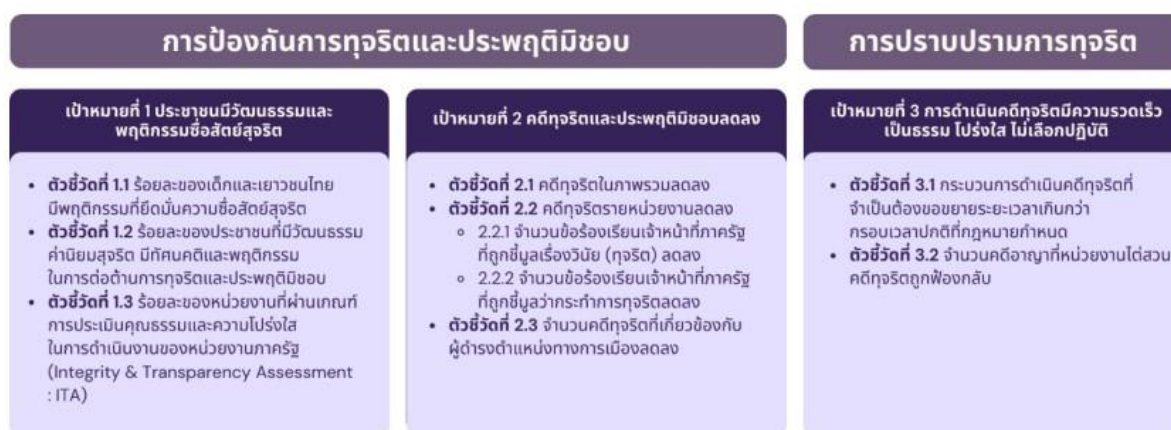 การป้องกันการทุจริตและประพฤติมิชอบ
การปราบปรามการทุจริต
เป้าหมายที่ 1 ประชาชนมีวัฒนธรรมและ
พฤติกรรมซื่อสัตย์สุจริต
• ตัวชี้วัดที่ 1.1 ร้อยละของเด็กและเยาวชนไทย
มีพฤติกรรมที่ยึดมั่นความซื่อสัตย์สุจริต
• ตัวชี้วัดที่ 1.2 ร้อยละของประชาชนที่มีวัฒนธรรม
ค่านิยมสุจริต มีทัศนคติและพฤติกรรม
ในการต่อต้านการทุจริตและประพฤติมิชอบ
• ตัวชี้วัดที่ 1.3 ร้อยละของหน่วยงานที่ผ่านเกณฑ์
การประเมินคุณธรรมและความโปร่งใส
ในการดำเนินงานของหน่วยงานภาครัฐ
(Integrity & Transparency Assessment
: ITA)
เป้าหมายที่ 2 คดีทุจริตและประพฤติมิชอบลดลง
• ตัวชี้วัดที่ 2.1 คดีทุจริตในภาพรวมลดลง
• ตัวชี้วัดที่ 2.2 คดีทุจริตรายหน่วยงานลดลง
○ 2.2.1 จำนวนข้อร้องเรียนเจ้าหน้าที่ภาครัฐ
ที่ถูกชี้มูลเรื่องวินัย (ทุจริต) ลดลง
○ 2.2.2 จำนวนข้อร้องเรียนเจ้าหน้าที่ภาครัฐ
ที่ถูกชี้มูลว่ากระทำการทุจริตลดลง
• ตัวชี้วัดที่ 2.3 จำนวนคดีทุจริตที่เกี่ยวข้องกับ
ผู้ดำรงตำแหน่งทางการเมืองลดลง
เป้าหมายที่ 3 การดำเนินคดีทุจริตมีความรวดเร็ว
เป็นธรรม โปร่งใส ไม่เลือกปฏิบัติ
• ตัวชี้วัดที่ 3.1 กระบวนการดำเนินคดีทุจริตที่
จำเป็นต้องขอขยายระยะเวลาเกินกว่า
กรอบเวลาปกติที่กฎหมายกำหนด
• ตัวชี้วัดที่ 3.2 จำนวนคดีอาญาที่หน่วยงานไต่สวน
คดีทุจริตถูกฟ้องกลับ